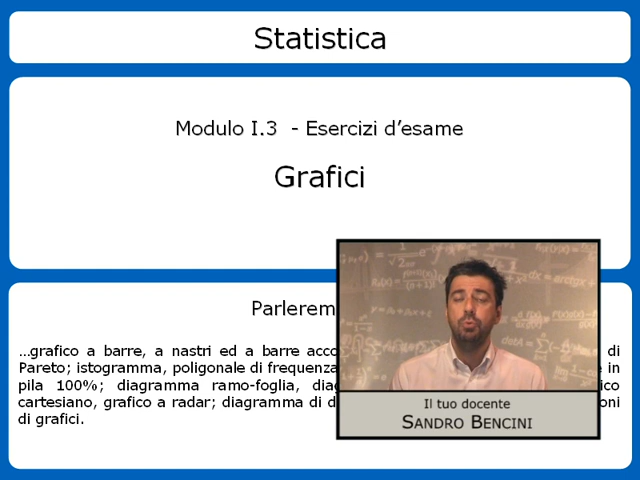 Statistica
Modulo I.3 - Esercizi d’esame
Grafici
Parlerem
…grafico a barre, a nastri ed a barre acco di
Pareto; istogramma, poligonale di frequenza e in
pila 100%; diagramma ramo-foglia, diag ico
cartesiano, grafico a radar; diagramma di d oni
di grafici.
Il tuo docente
SANDRO BENCINI